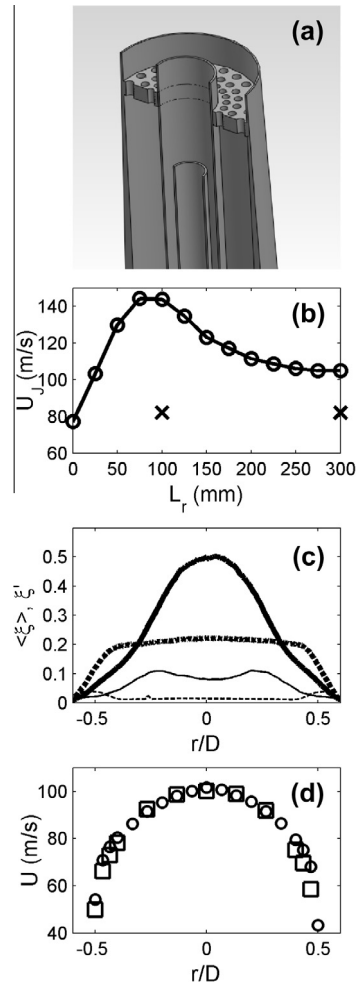 (a)
(b)
U_J (m/s)
140
120
100
80
60
0 50 100 150 200 250 300
L_r (mm)
(c)
<ξ>, ξ'
0.5
0.4
0.3
0.2
0.1
0
-0.5 0 0.5
r/D
(d)
U (m/s)
100
80
60
40
-0.5 0 0.5
r/D